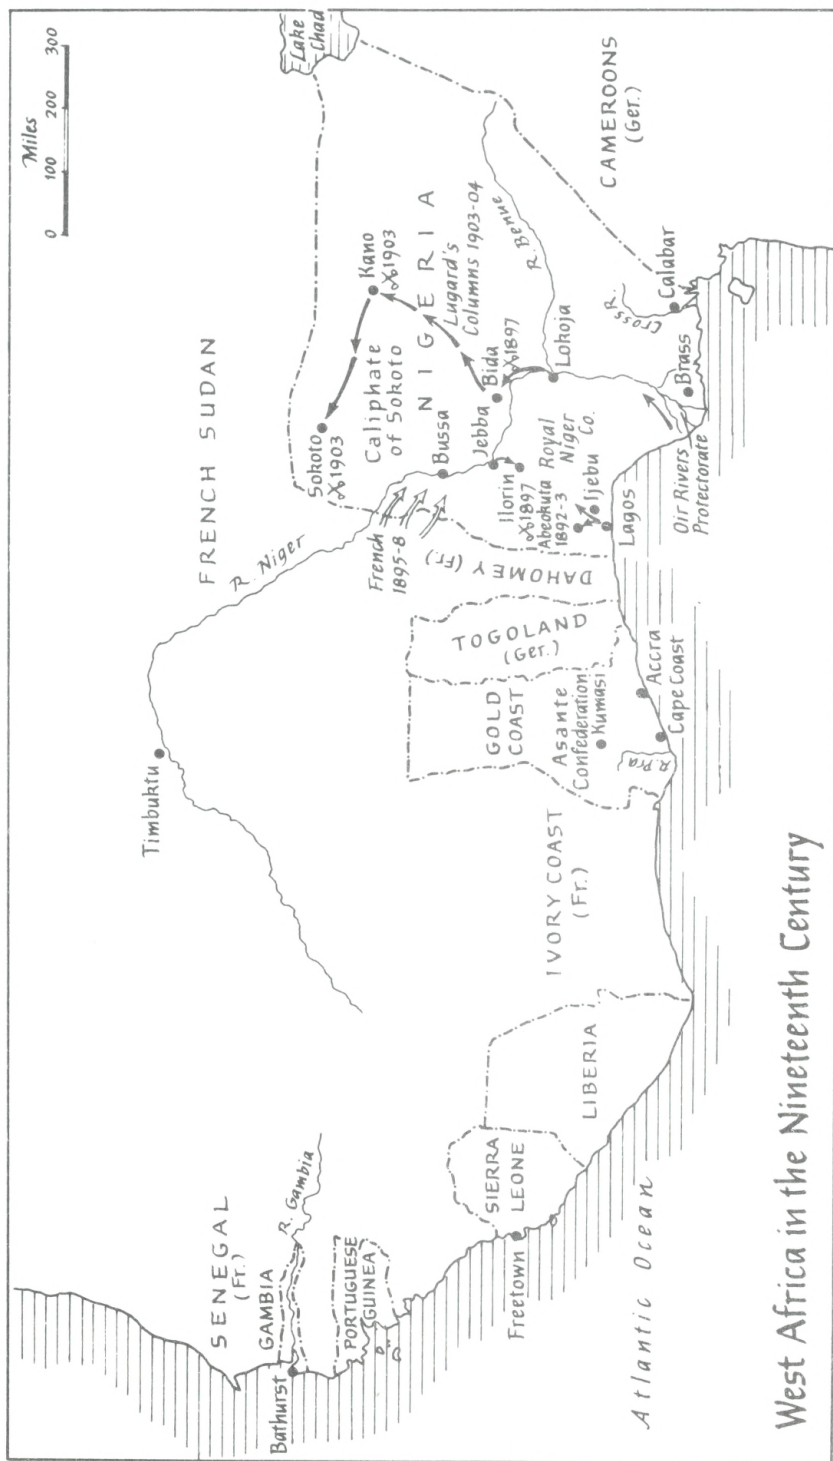 Miles
0 100 200 300
Lake
Chad
FRENCH SUDAN
R. Niger
Timbuktu
SENEGAL
(Fr.)
GAMBIA
R. Gambia
Bathurst
PORTUGUESE
GUINEA
Sokoto
1903
Kano
1903
Caliphate
of Sokoto
NIGERIA
Lugard's
Columns 1903-04
French
1895-8
Bussa
Jebba
Bida
1897
R. Benue
Ilorin
1897
Royal
Niger
Co.
Abeokuta
1892-3
Ijebu
Lokoja
Lagos
DAHOMEY (Fr.)
TOGOLAND
(Ger.)
GOLD
COAST
Asante
Confederation
Kumasi
Accra
Cape Coast
R. Pra
IVORY COAST
(Fr.)
LIBERIA
SIERRA
LEONE
Freetown
CAMEROONS
(Ger.)
Cross R.
Calabar
Brass
Oir Rivers
Protectorate
Atlantic Ocean
West Africa in the Nineteenth Century